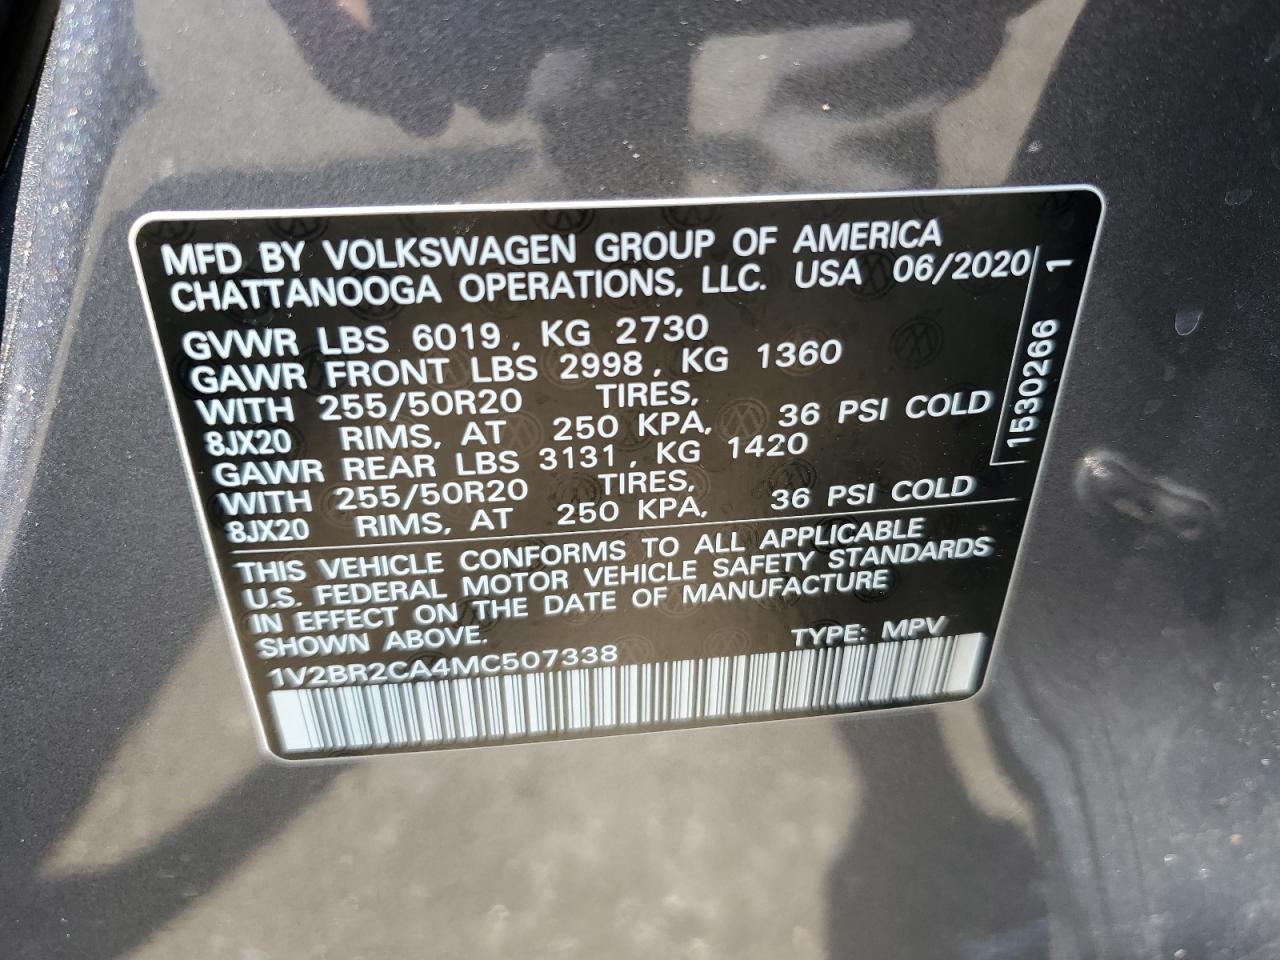 MFD BY VOLKSWAGEN GROUP OF AMERICA
CHATTANOOGA OPERATIONS, LLC. USA 06/2020
GVWR LBS 6019, KG 2730
GAWR FRONT LBS 2998, KG 1360
WITH 255/50R20 TIRES,
8JX20 RIMS, AT 250 KPA, 36 PSI COLD
GAWR REAR LBS 3131, KG 1420
WITH 255/50R20 TIRES,
8JX20 RIMS, AT 250 KPA, 36 PSI COLD
1530266 1
THIS VEHICLE CONFORMS TO ALL APPLICABLE
U.S. FEDERAL MOTOR VEHICLE SAFETY STANDARDS
IN EFFECT ON THE DATE OF MANUFACTURE
SHOWN ABOVE.
TYPE: MPV
1V2BR2CA4MC507338